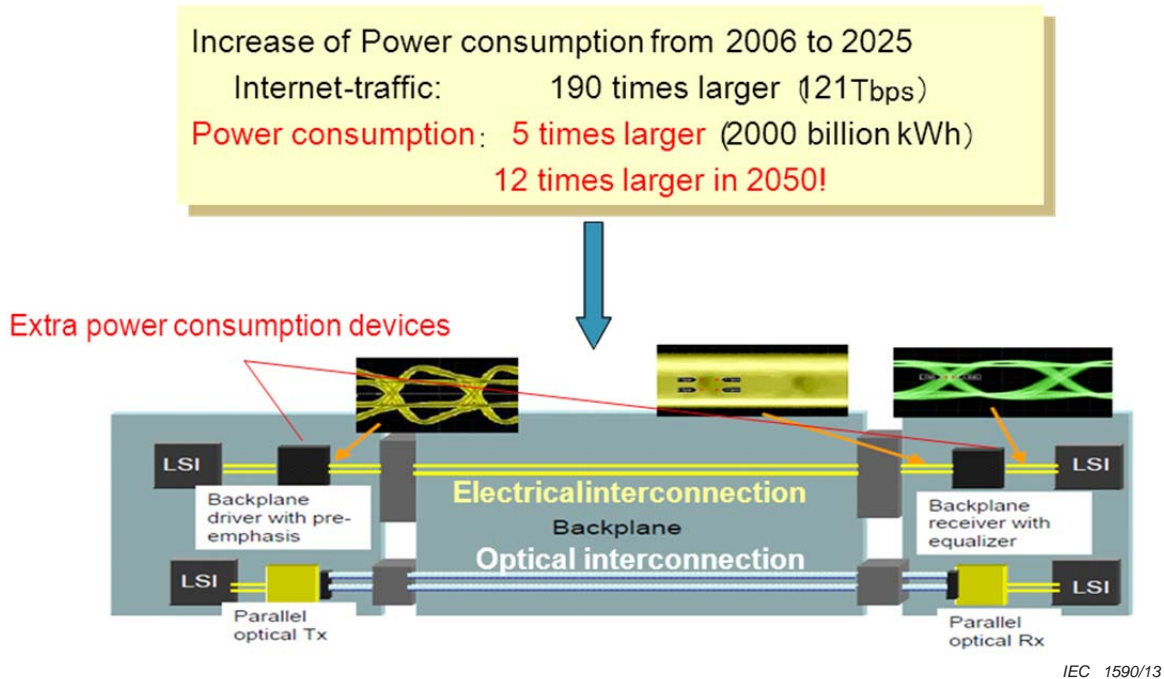 Increase of Power consumption from 2006 to 2025
Internet-traffic: 190 times larger (121Tbps)
Power consumption: 5 times larger (2000 billion kWh)
12 times larger in 2050!
Extra power consumption devices
LSI
Backplane
driver with pre-
emphasis
Electricalinterconnection
Backplane
Optical interconnection
LSI
Backplane
receiver with
equalizer
LSI
Parallel
optical Tx
LSI
Parallel
optical Rx
IEC 1590/13